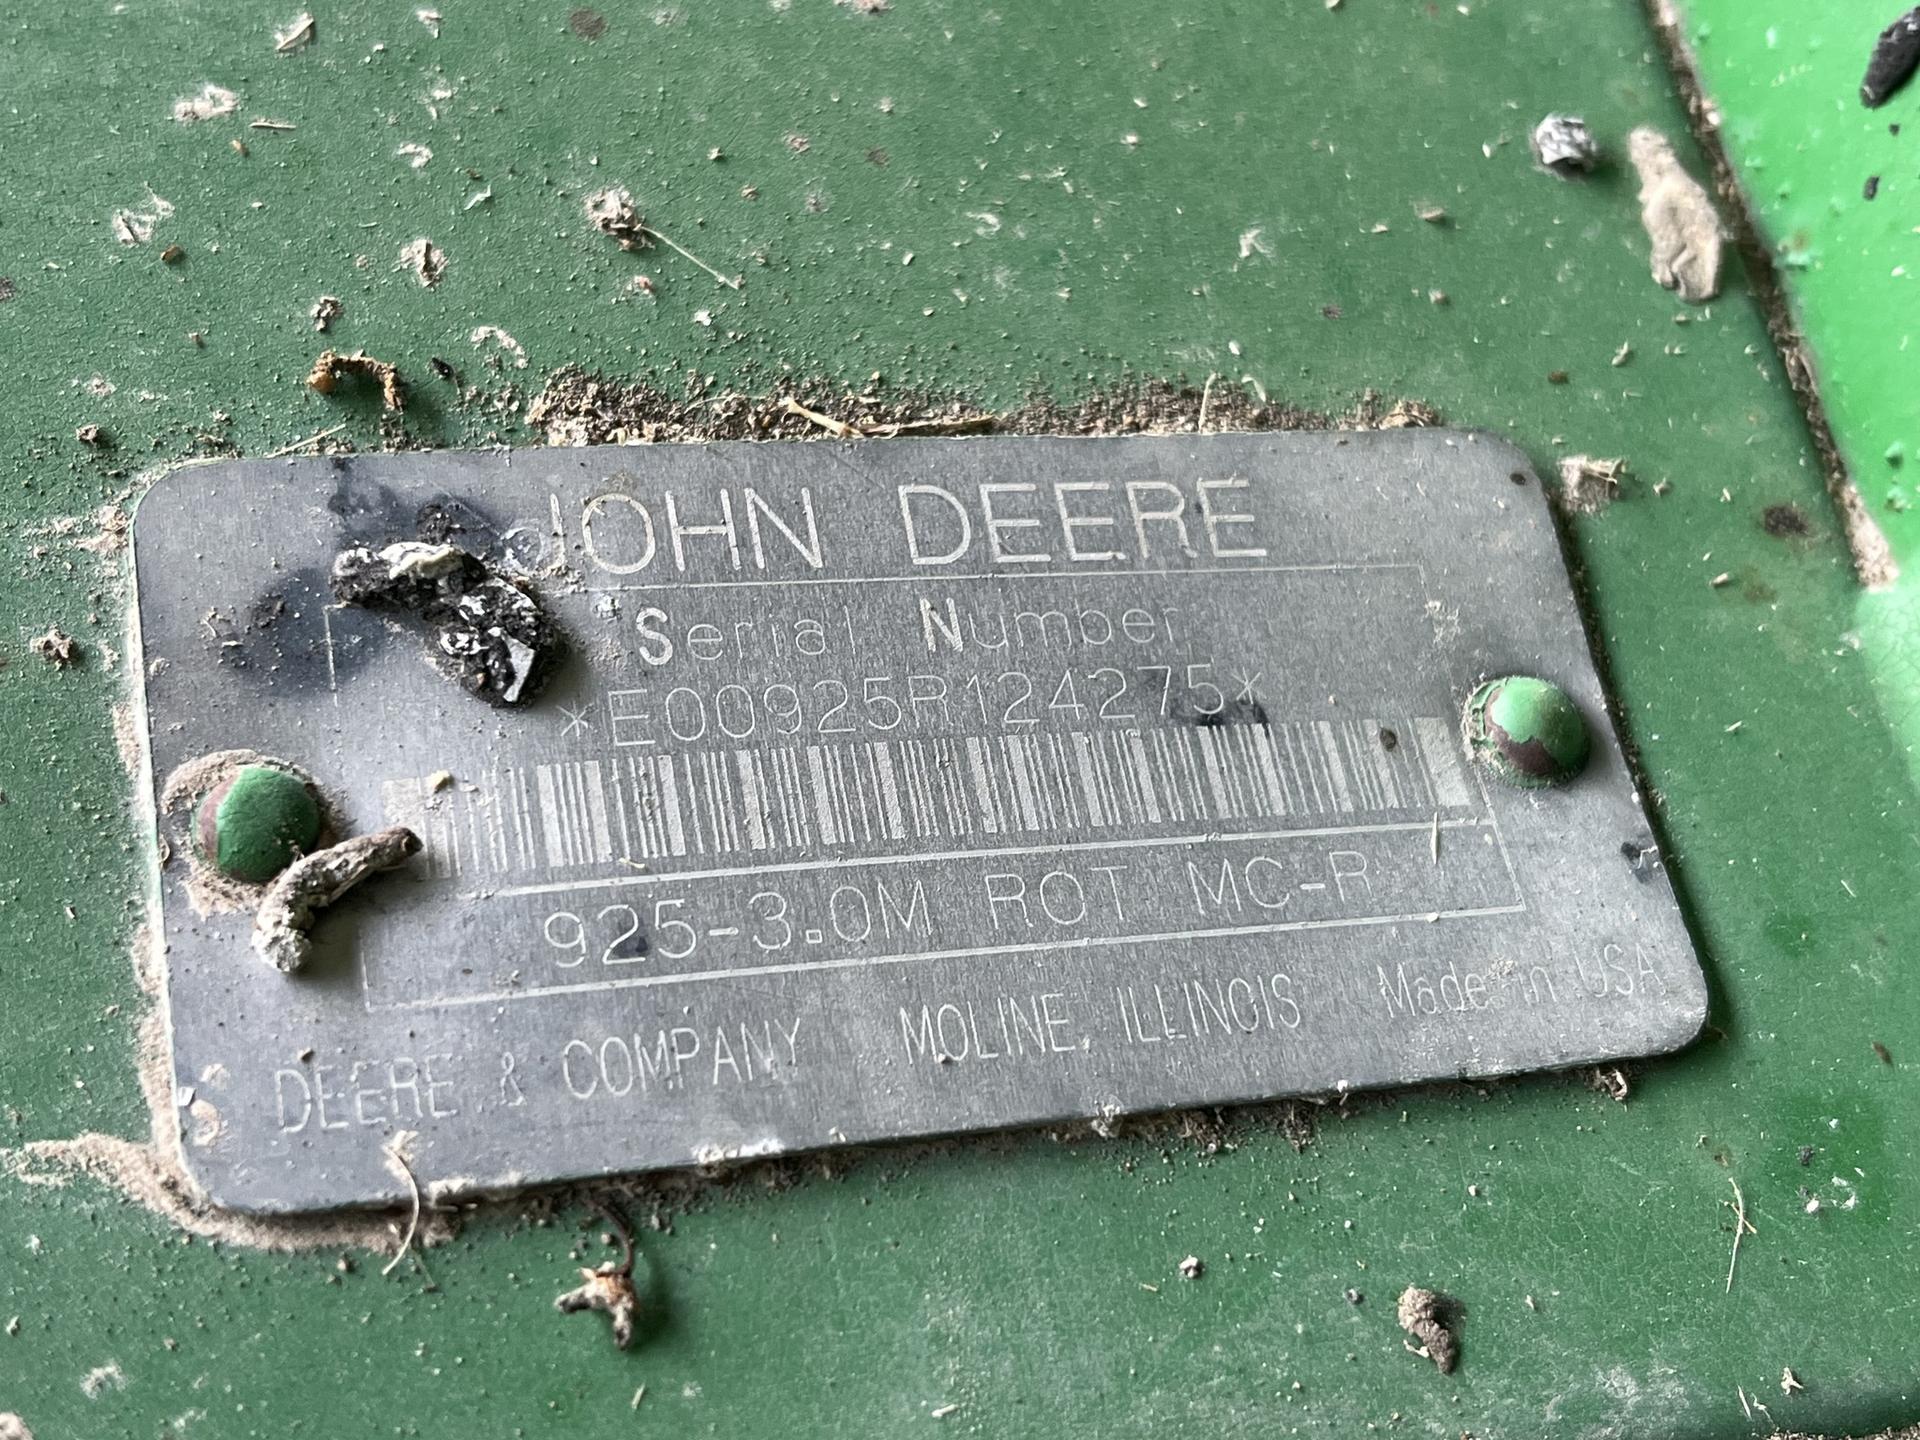 JOHN DEERE
Serial Number
*E00925R124275*
925-3.0M ROT MC-R
DEERE & COMPANY MOLINE, ILLINOIS Made in USA